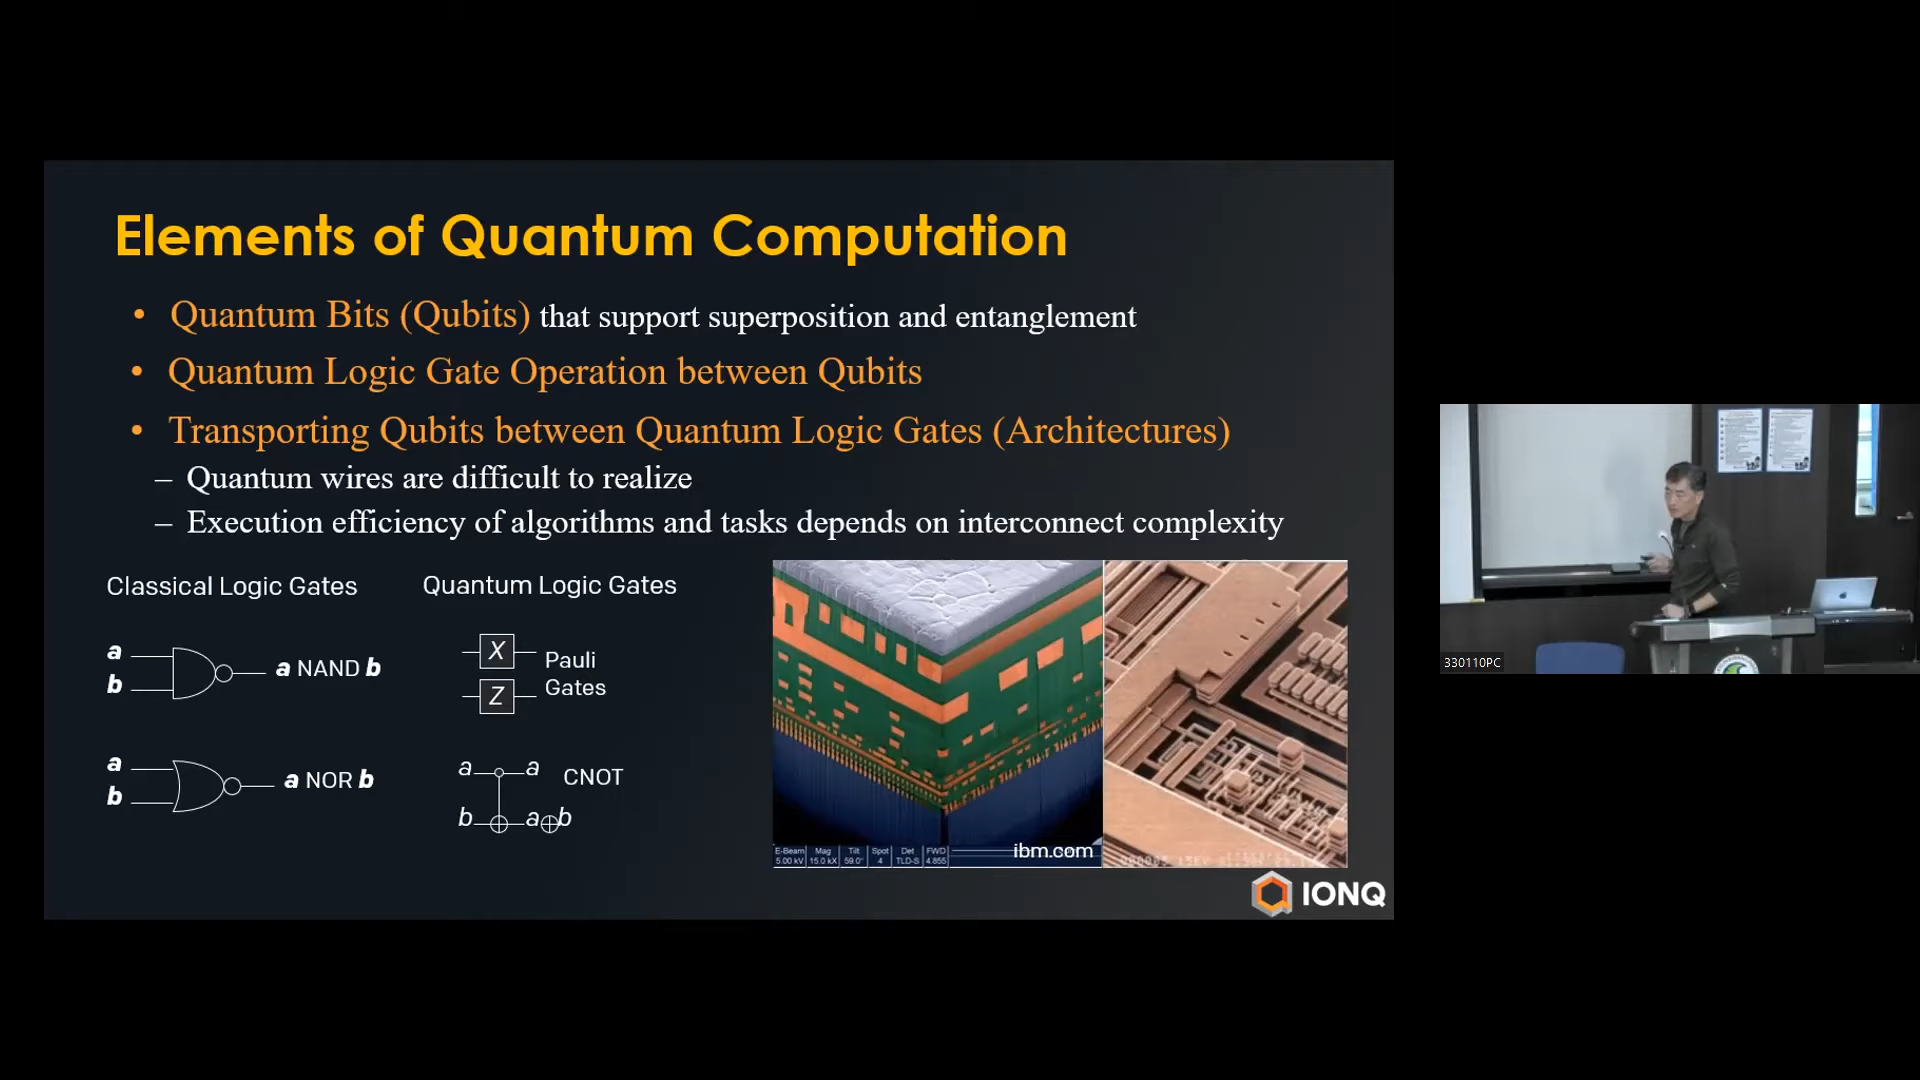 Elements of Quantum Computation
• Quantum Bits (Qubits) that support superposition and entanglement
• Quantum Logic Gate Operation between Qubits
• Transporting Qubits between Quantum Logic Gates (Architectures)
– Quantum wires are difficult to realize
– Execution efficiency of algorithms and tasks depends on interconnect complexity
Classical Logic Gates
a
b
a NAND b
a
b
a NOR b
Quantum Logic Gates
X
Z
Pauli
Gates
a a CNOT
b a⊕b
E-Beam Mag Tilt Spot Det FWD
5.00 kV 15.0 kX 59.0° 4 TLD-S 4.855
ibm.com
IONQ
330110PC